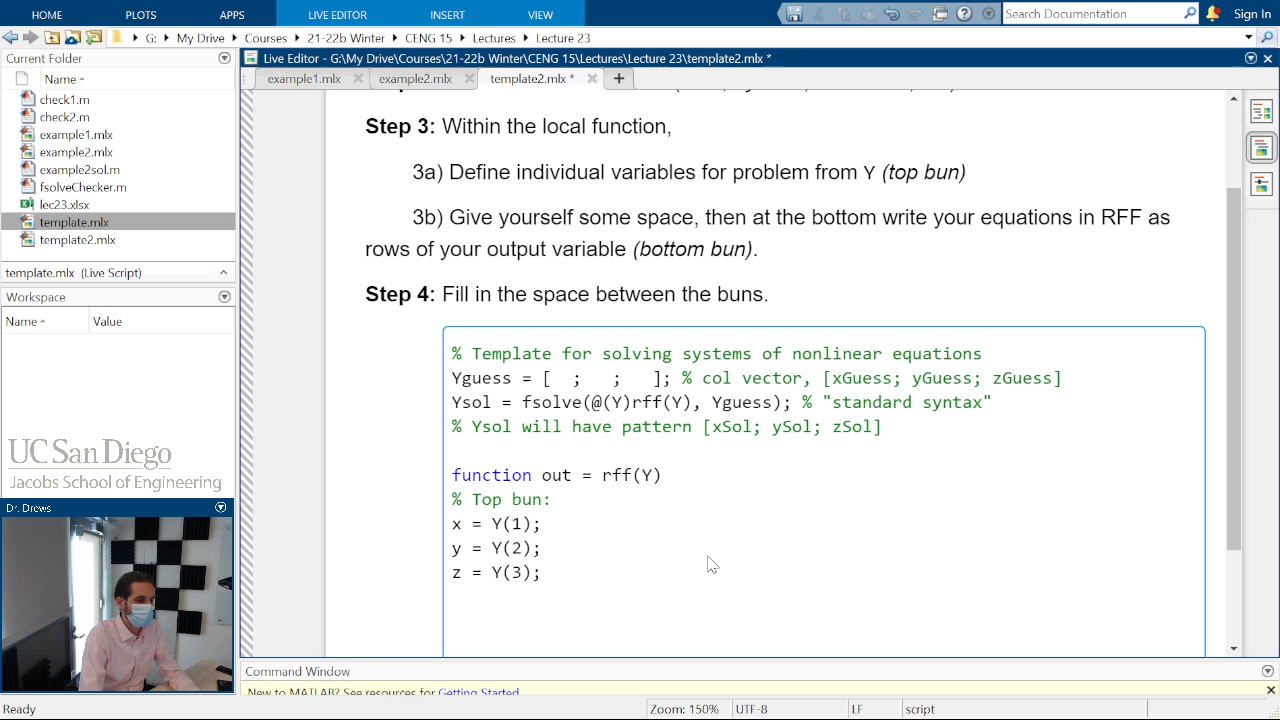 HOME PLOTS APPS LIVE EDITOR INSERT VIEW Search Documentation Sign In
G: My Drive Courses 21-22b Winter CENG 15 Lectures Lecture 23
Current Folder
Name
check1.m
check2.m
example1.mlx
example2.mlx
example2sol.m
fsolveChecker.m
lec23.xlsx
template.mlx
template2.mlx
template.mlx (Live Script)
Workspace
Name Value
UC San Diego
Jacobs School of Engineering
Dr. Drews
Live Editor - G:\My Drive\Courses\21-22b Winter\CENG 15\Lectures\Lecture 23\template2.mlx *
example1.mlx example2.mlx template2.mlx *
Step 3: Within the local function,
3a) Define individual variables for problem from Y (top bun)
3b) Give yourself some space, then at the bottom write your equations in RFF as
rows of your output variable (bottom bun).
Step 4: Fill in the space between the buns.
% Template for solving systems of nonlinear equations
Yguess = [  ;   ;   ]; % col vector, [xGuess; yGuess; zGuess]
Ysol = fsolve(@(Y)rff(Y), Yguess); % "standard syntax"
% Ysol will have pattern [xSol; ySol; zSol]
function out = rff(Y)
% Top bun:
x = Y(1);
y = Y(2);
z = Y(3);
Command Window
New to MATLAB? See resources for Getting Started
Ready Zoom: 150% UTF-8 LF script